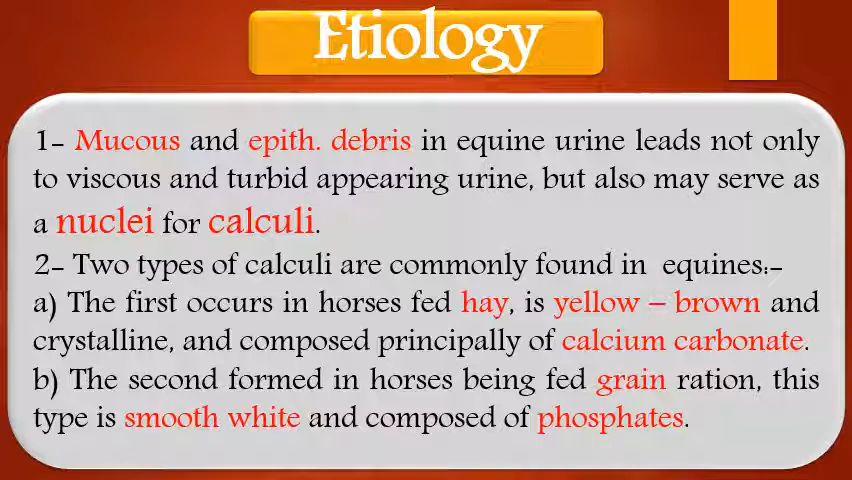 Etiology
1- Mucous and epith. debris in equine urine leads not only
to viscous and turbid appearing urine, but also may serve as
a nuclei for calculi.
2- Two types of calculi are commonly found in equines:-
a) The first occurs in horses fed hay, is yellow – brown and
crystalline, and composed principally of calcium carbonate.
b) The second formed in horses being fed grain ration, this
type is smooth white and composed of phosphates.